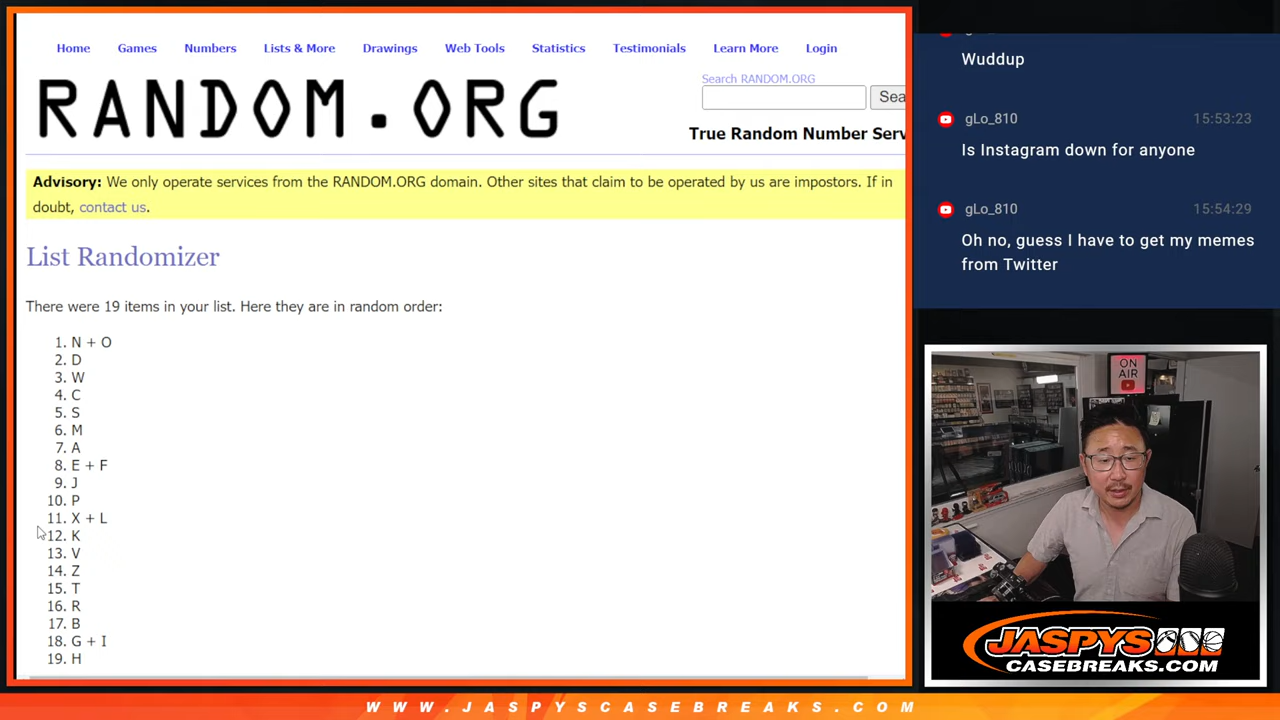 Home Games Numbers Lists & More Drawings Web Tools Statistics Testimonials Learn More Login
RANDOM.ORG
Search RANDOM.ORG
Sea
True Random Number Serv
Advisory: We only operate services from the RANDOM.ORG domain. Other sites that claim to be operated by us are impostors. If in
doubt, contact us.
List Randomizer
There were 19 items in your list. Here they are in random order:
1. N + O
2. D
3. W
4. C
5. S
6. M
7. A
8. E + F
9. J
10. P
11. X + L
12. K
13. V
14. Z
15. T
16. R
17. B
18. G + I
19. H
Wuddup
gLo_810 15:53:23
Is Instagram down for anyone
gLo_810 15:54:29
Oh no, guess I have to get my memes
from Twitter
ON
AIR
JASPYS
CASEBREAKS.COM
WWW.JASPYSCASEBREAKS.COM